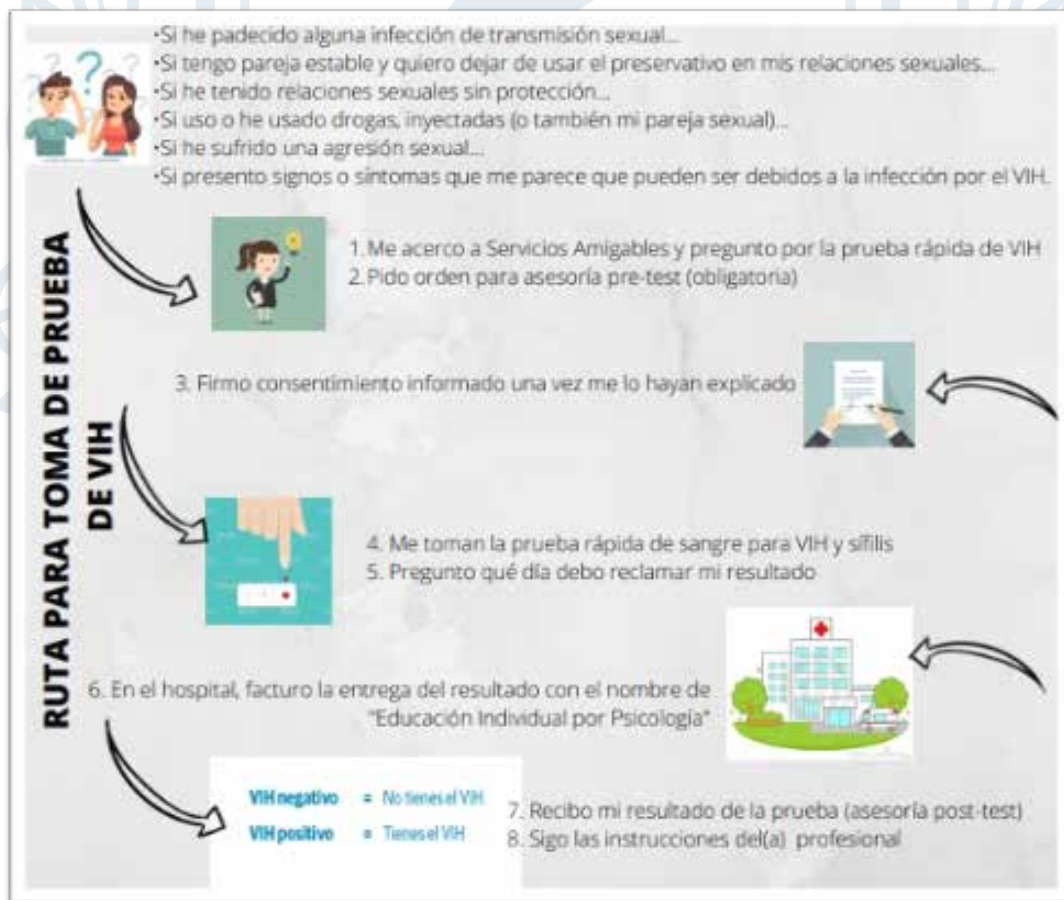 •Si he padecido alguna infección de transmisión sexual...
•Si tengo pareja estable y quiero dejar de usar el preservativo en mis relaciones sexuales...
•Si he tenido relaciones sexuales sin protección...
•Si uso o he usado drogas, inyectadas (o también mi pareja sexual)...
•Si he sufrido una agresión sexual...
•Si presento signos o síntomas que me parece que pueden ser debidos a la infección por el VIH.
RUTA PARA TOMA DE PRUEBA
DE VIH
1. Me acerco a Servicios Amigables y pregunto por la prueba rápida de VIH
2. Pido orden para asesoría pre-test (obligatoria)
3. Firmo consentimiento informado una vez me lo hayan explicado
4. Me toman la prueba rápida de sangre para VIH y sífilis
5. Pregunto qué día debo reclamar mi resultado
6. En el hospital, facturo la entrega del resultado con el nombre de
"Educación Individual por Psicología"
VIH negativo = No tienes el VIH
VIH positivo = Tienes el VIH
7. Recibo mi resultado de la prueba (asesoría post-test)
8. Sigo las instrucciones del(a) profesional